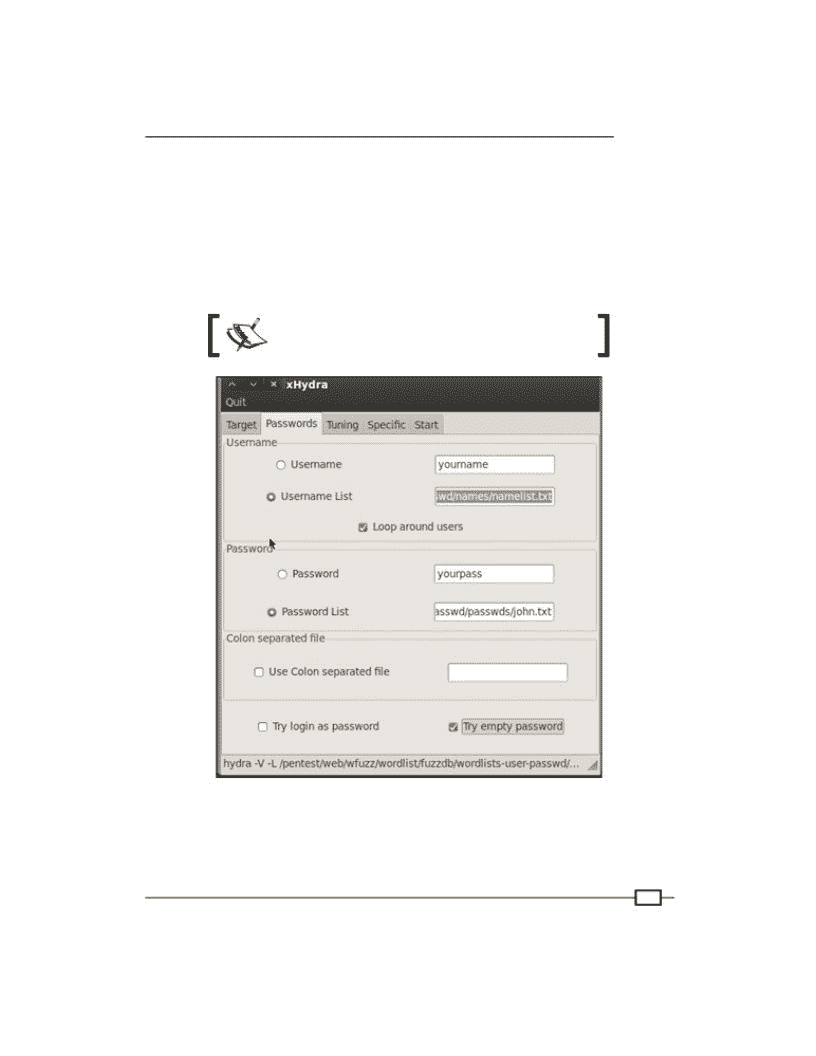 xHydra
Quit
Target Passwords Tuning Specific Start
Username
Username yourname
Username List wd/names/namelist.txt
Loop around users
Password
Password yourpass
Password List asswd/passwds/john.txt
Colon separated file
Use Colon separated file
Try login as password Try empty password
hydra -V -L /pentest/web/wfuzz/wordlist/fuzzdb/wordlists-user-passwd/...